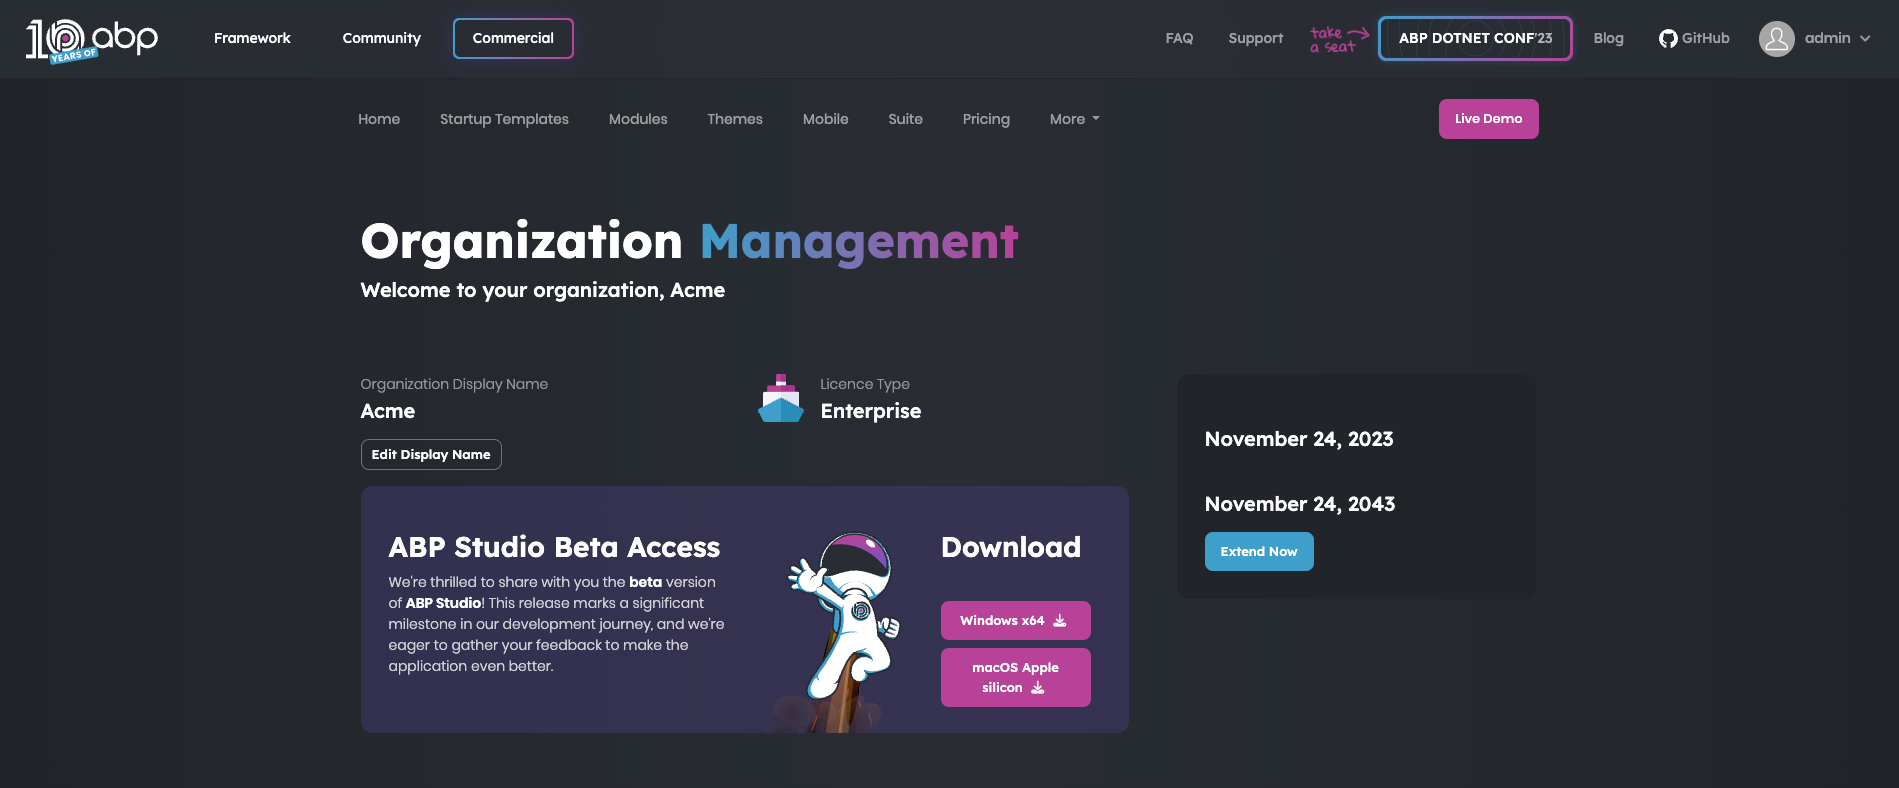 10 YEARS OF abp
Framework
Community
Commercial
FAQ
Support
take a seat
ABP DOTNET CONF'23
Blog
GitHub
admin
Home
Startup Templates
Modules
Themes
Mobile
Suite
Pricing
More
Live Demo
Organization Management
Welcome to your organization, Acme
Organization Display Name
Acme
Edit Display Name
Licence Type
Enterprise
November 24, 2023
November 24, 2043
Extend Now
ABP Studio Beta Access
We're thrilled to share with you the beta version
of ABP Studio! This release marks a significant
milestone in our development journey, and we're
eager to gather your feedback to make the
application even better.
Download
Windows x64
macOS Apple
silicon